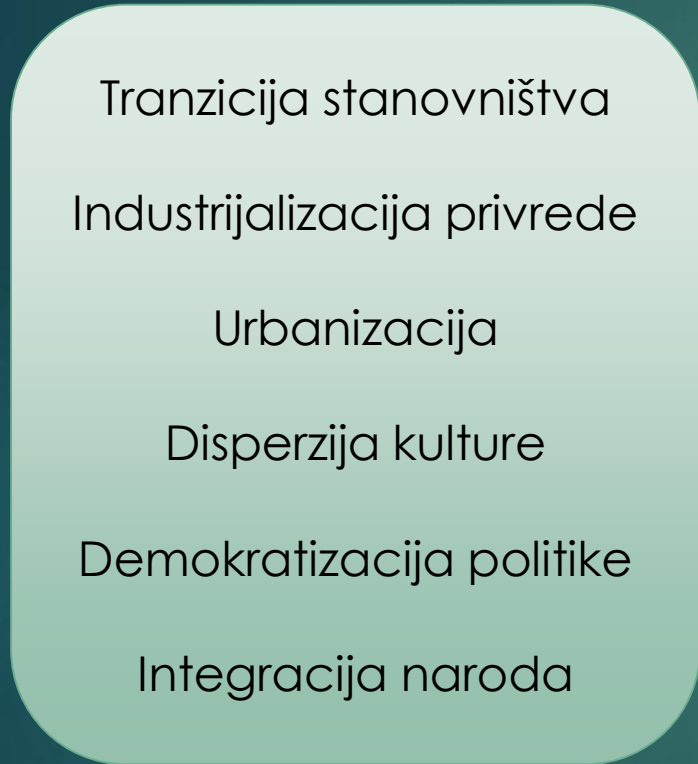 Tranzicija stanovništva
Industrijalizacija privrede
Urbanizacija
Disperzija kulture
Demokratizacija politike
Integracija naroda